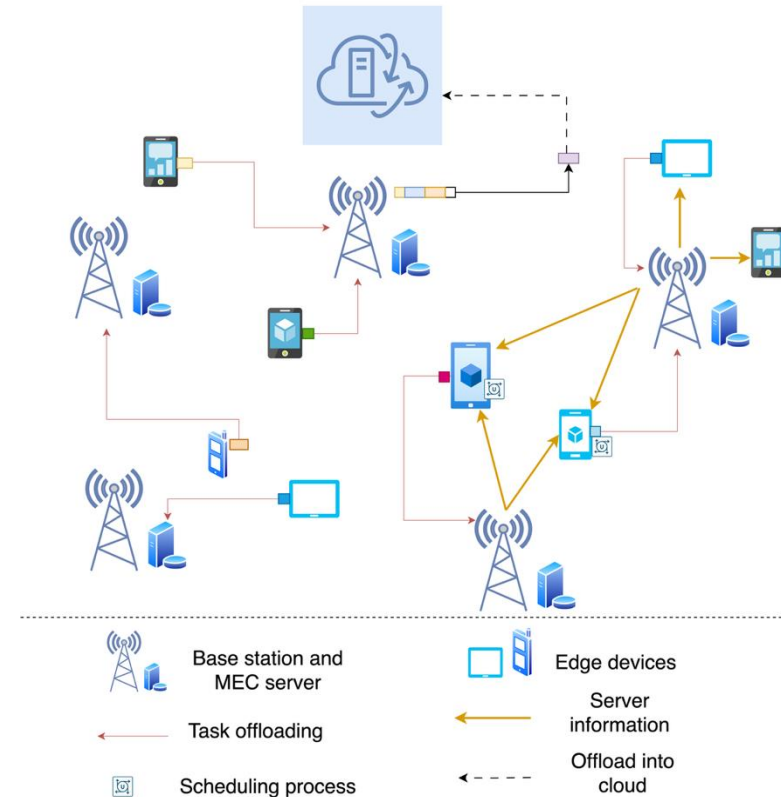 Base station and
MEC server
Edge devices
Task offloading
Server
information
Scheduling process
Offload into
cloud